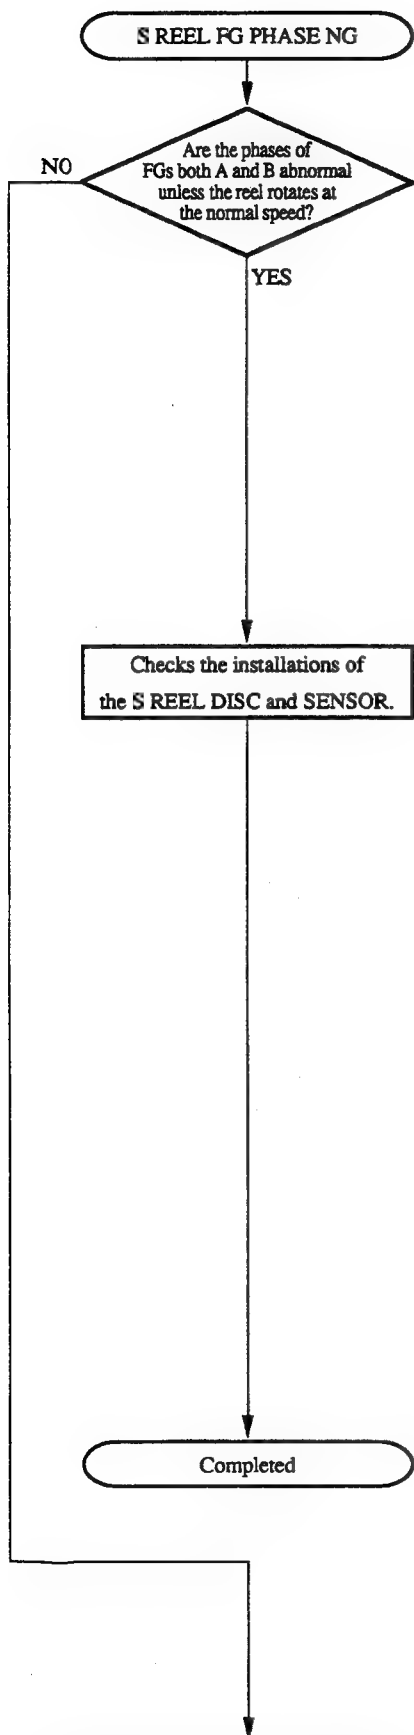 S REEL FG PHASE NG
Are the phases of
FGs both A and B abnormal
unless the reel rotates at
the normal speed?
NO
YES
Checks the installations of
the S REEL DISC and SENSOR.
Completed